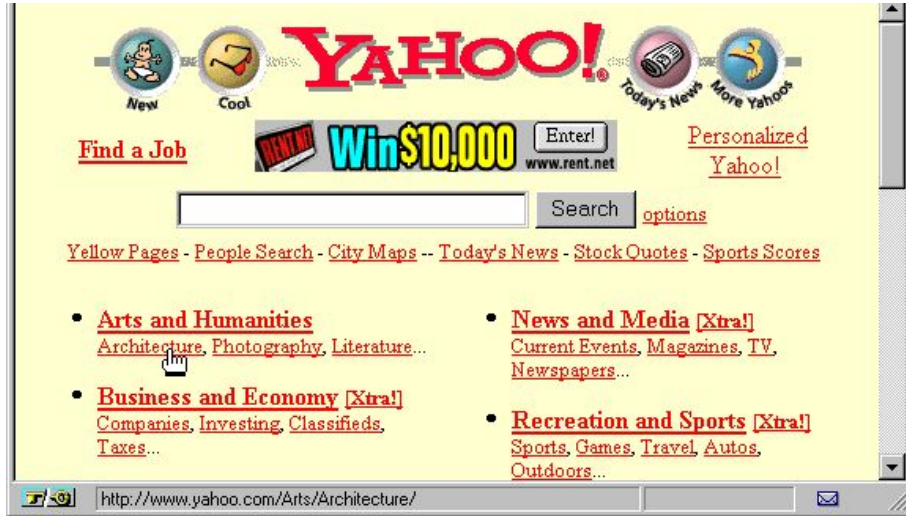 YAHOO!
New
Cool
Today's News
More Yahoos
Find a Job
RENT.NET
Win $10,000
Enter!
www.rent.net
Personalized
Yahoo!
Search
options
Yellow Pages - People Search - City Maps -- Today's News - Stock Quotes - Sports Scores
Arts and Humanities
Architecture, Photography, Literature...
Business and Economy [Xtra!]
Companies, Investing, Classifieds,
Taxes...
News and Media [Xtra!]
Current Events, Magazines, TV,
Newspapers...
Recreation and Sports [Xtra!]
Sports, Games, Travel, Autos,
Outdoors...
http://www.yahoo.com/Arts/Architecture/